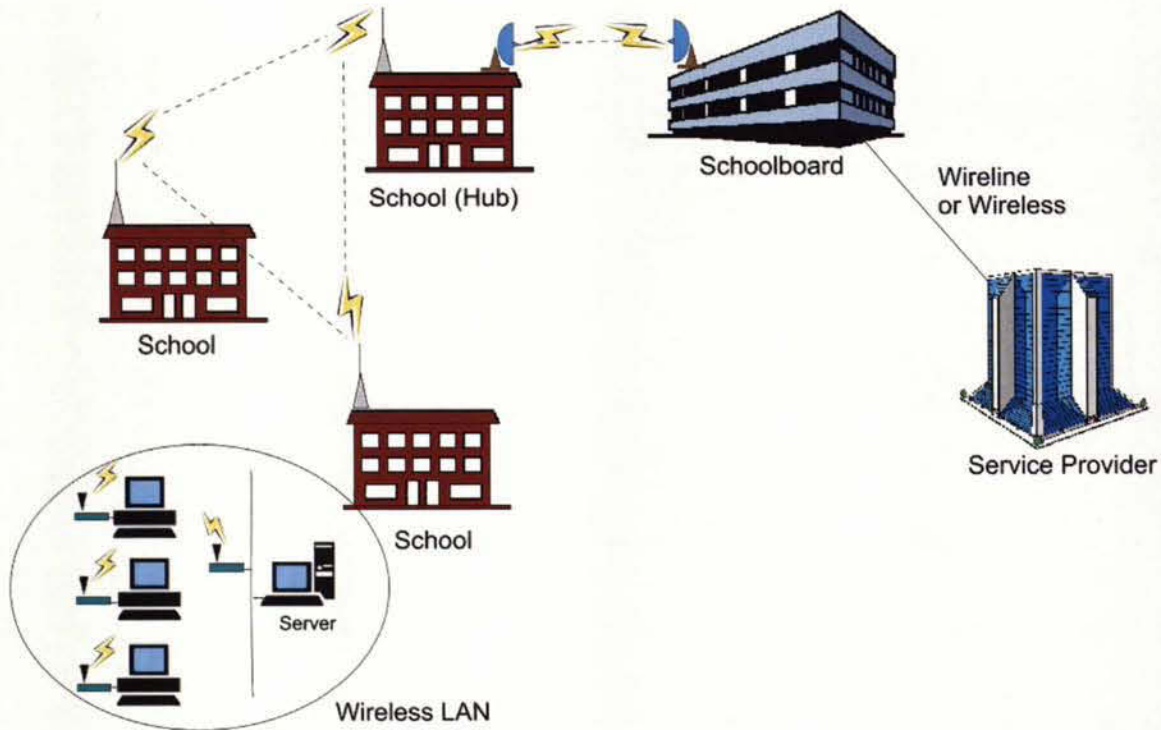 School (Hub)
Schoolboard
Wireline
or Wireless
School
Service Provider
School
Server
Wireless LAN